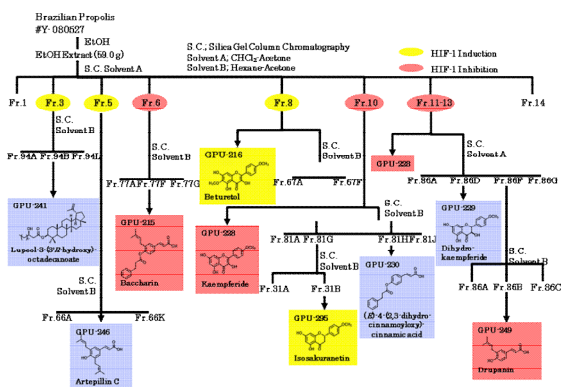 Brazilian Propolis
#Y-080527
EtOH
EtOH Extract (59.0 g)
S.C. Solvent A
S.C.; Silica Gel Column Chromatography
Solvent A; CHCl₃-Acetone
Solvent B; Hexane-Acetone
HIF-1 Induction
HIF-1 Inhibition
Fr.1
Fr.3
Fr.5
Fr.6
Fr.8
Fr.10
Fr.11-13
Fr.14
S.C.
Solvent B
Fr.94A Fr.94B Fr.94L
GPU-241
Lupeol-3-(3'R-hydroxy)-
octadecanoate
S.C.
Solvent B
Fr.66A
Fr.66K
GPU-246
Artepillin C
S.C.
Solvent B
Fr.77A Fr.77F Fr.77G
GPU-215
Baccharin
GPU-216
Beturetol
S.C.
Solvent B
Fr.67A
Fr.67F
GPU-228
Kaempferide
S.C.
Solvent B
Fr.81A Fr.81G
Fr.81H Fr.81J
S.C.
Solvent B
Fr.31A
Fr.31B
GPU-295
Isosakuranetin
GPU-230
(E)-4-(2,3-dihydro-
cinnamoyloxy)-
cinnamic acid
GPU-228
S.C.
Solvent A
Fr.86A Fr.86D Fr.86F Fr.86G
GPU-229
Dihydro-
kaempferide
S.C.
Solvent B
Fr.86A
Fr.86B
Fr.86C
GPU-249
Drupanin